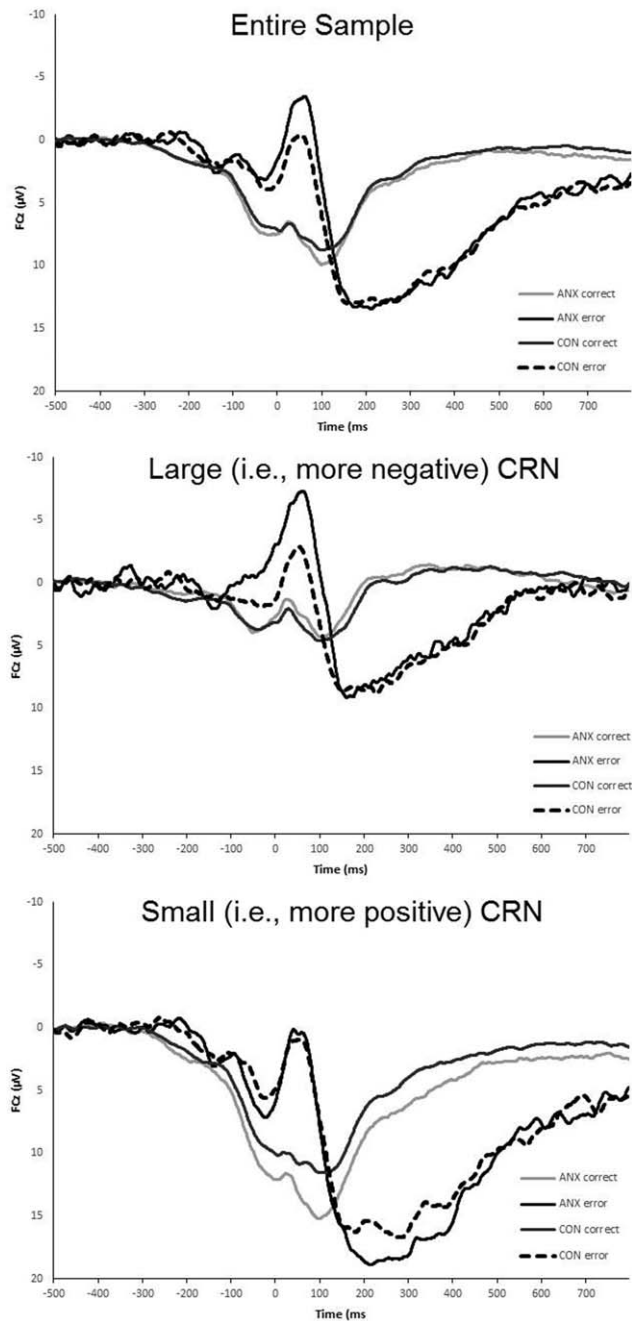 Entire Sample
-10
-5
0
5
10
15
20
FCz (µV)
-500 -400 -300 -200 -100 0 100 200 300 400 500 600 700
Time (ms
ANX correct
ANX error
CON correct
CON error
Large (i.e., more negative) CRN
-10
-5
0
5
10
15
20
FCz (µV)
-500 -400 -300 -200 -100 0 100 200 300 400 500 600 700
Time (ms)
ANX correct
ANX error
CON correct
CON error
Small (i.e., more positive) CRN
-10
-5
0
5
10
15
20
FCz (µV)
-500 -400 -300 -200 -100 0 100 200 300 400 500 600 700
Time (ms
ANX correct
ANX error
CON correct
CON error